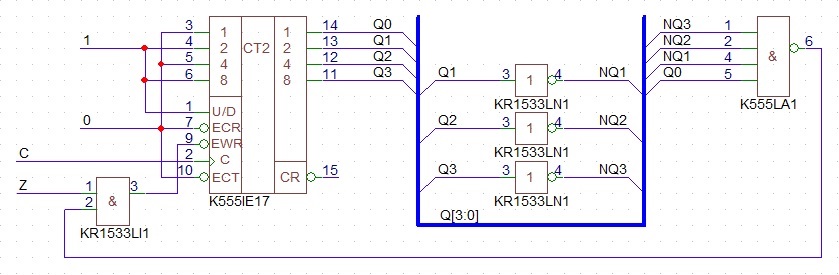 3 1 CT2 1 14 Q0 NQ3 1
1 4 2 2 13 Q1 NQ2 2 & 6
5 4 4 12 Q2 NQ1 4
6 8 8 11 Q3 Q0 5
Q1 3 1 4 NQ1
KR1533LN1 K555LA1
1 U/D
0 7 ECR Q2 3 1 4 NQ2
9 EWR KR1533LN1
C 2 C
10 ECT CR 15 Q3 3 1 4 NQ3
Z 1 & 3 K555IE17 KR1533LN1
2 Q[3:0]
KR1533LI1